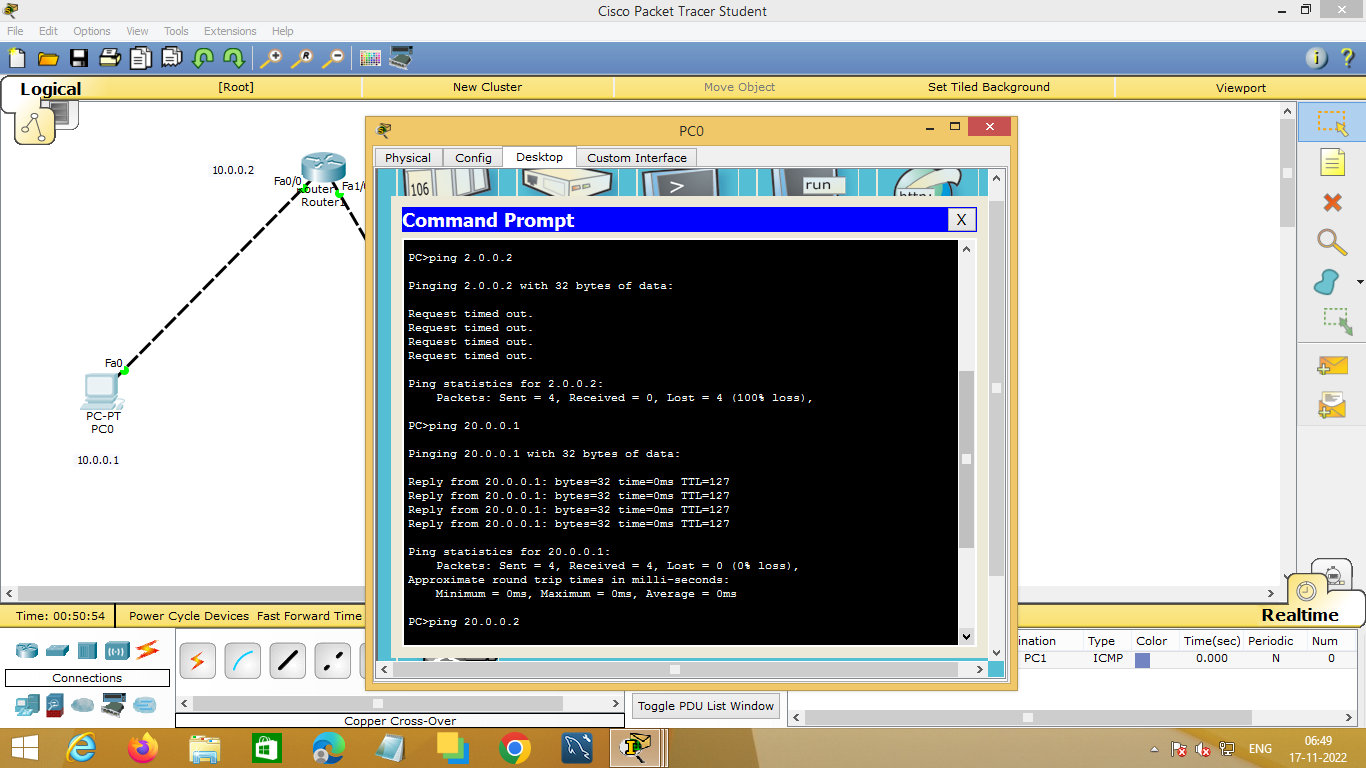 Cisco Packet Tracer Student
File Edit Options View Tools Extensions Help
Logical
[Root]
New Cluster
Move Object
Set Tiled Background
Viewport
10.0.0.2
Fa0/0
Router1
Fa0
PC-PT
PC0
10.0.0.1
PC0
Physical Config Desktop Custom Interface
106
>
run
http:
Command Prompt
X
PC>ping 2.0.0.2
Pinging 2.0.0.2 with 32 bytes of data:
Request timed out.
Request timed out.
Request timed out.
Request timed out.
Ping statistics for 2.0.0.2:
Packets: Sent = 4, Received = 0, Lost = 4 (100% loss),
PC>ping 20.0.0.1
Pinging 20.0.0.1 with 32 bytes of data:
Reply from 20.0.0.1: bytes=32 time=0ms TTL=127
Reply from 20.0.0.1: bytes=32 time=0ms TTL=127
Reply from 20.0.0.1: bytes=32 time=0ms TTL=127
Reply from 20.0.0.1: bytes=32 time=0ms TTL=127
Ping statistics for 20.0.0.1:
Packets: Sent = 4, Received = 4, Lost = 0 (0% loss),
Approximate round trip times in milli-seconds:
Minimum = 0ms, Maximum = 0ms, Average = 0ms
PC>ping 20.0.0.2
Time: 00:50:54
Power Cycle Devices Fast Forward Time
Realtime
Connections
Copper Cross-Over
Toggle PDU List Window
ination Type Color Time(sec) Periodic Num
PC1 ICMP 0.000 N 0
ENG
06:49
17-11-2022